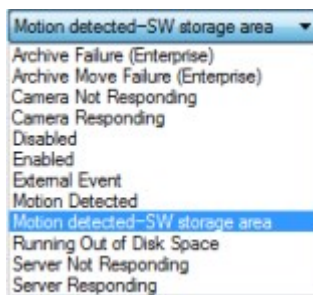 Motion detected-SW storage area
Archive Failure (Enterprise)
Archive Move Failure (Enterprise)
Camera Not Responding
Camera Responding
Disabled
Enabled
External Event
Motion Detected
Motion detected-SW storage area
Running Out of Disk Space
Server Not Responding
Server Responding